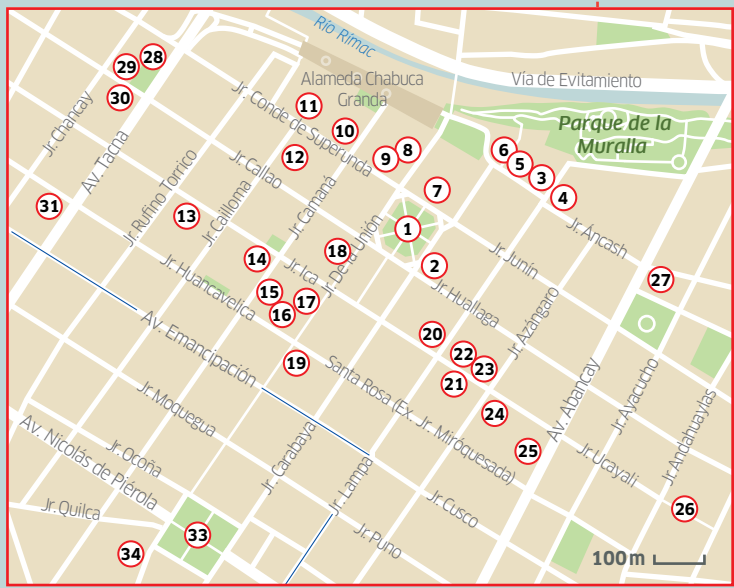 Río Rimac
Alameda Chabuca
Granda
Vía de Evitamiento
Parque de la
Muralla
28
29
30
11
10
12
9
8
7
6
5
3
4
Jr. Chancay
Av. Tacna
Jr. Conde de Superunda
Jr. Callao
Jr. Rufino Torrico
Jr. Caliloma
Jr. Camaná
Jr. De la Unión
31
13
1
14
18
2
Jr. Áncash
Jr. Junín
27
Jr. Ica
Jr. Huancavelica
15
17
16
Jr. Huallaga
Jr. Azángaro
20
22
23
21
19
Av. Emancipación
Santa Rosa (Ex. Jr. Miróquesada)
24
25
Av. Abancay
Jr. Ayacucho
Jr. Andahuaylas
Jr. Moquegua
Jr. Ocoña
Av. Nicolás de Piérola
Jr. Quilca
Jr. Carabaya
Jr. Lampa
Jr. Cusco
Jr. Ucayali
Jr. Puno
26
33
34
100 m